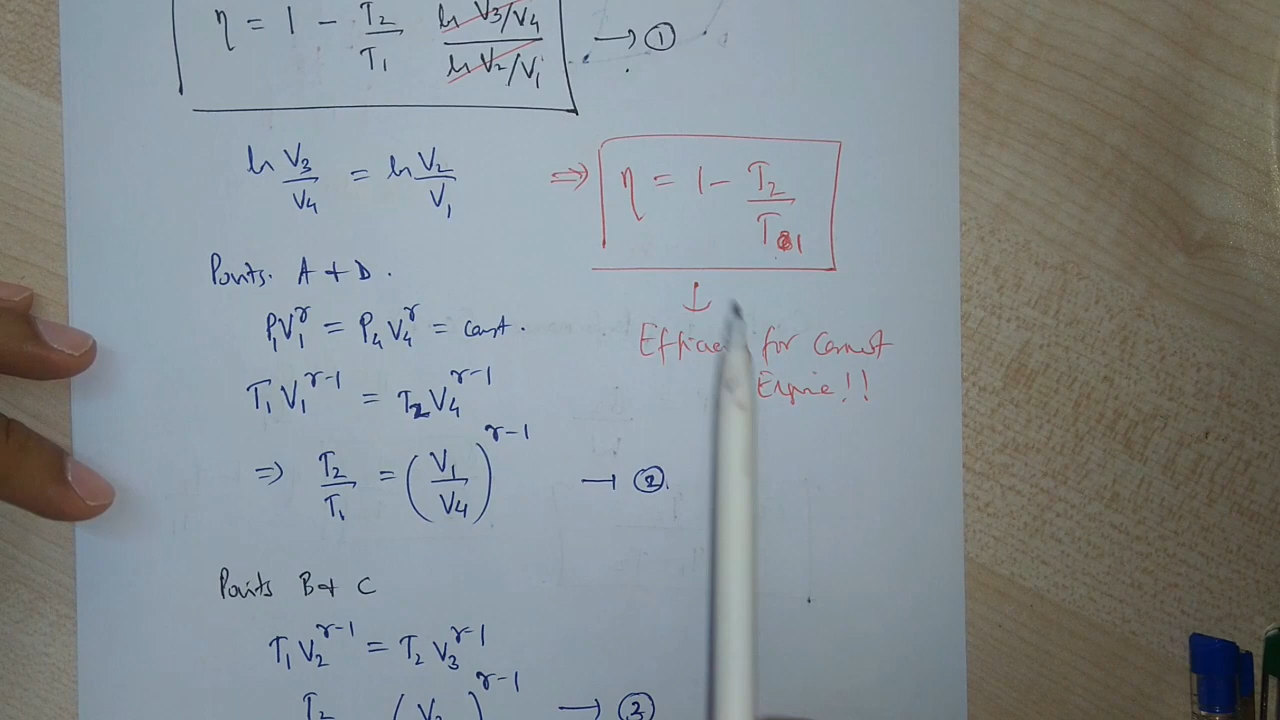 η = 1 - T2/T1 ln V3/V4 / ln V2/V1 → ①
ln V3/V4 = ln V2/V1 ⇒ η = 1 - T2/T1
↓
Points. A & D.
P1V1^γ = P4V4^γ = const.
for Carnot
Engine!!
T1V1^γ-1 = T2V4^γ-1
⇒ T2/T1 = (V1/V4)^γ-1 → ②.
Points B & C
T1V2^γ-1 = T2V3^γ-1
γ-1 → ③